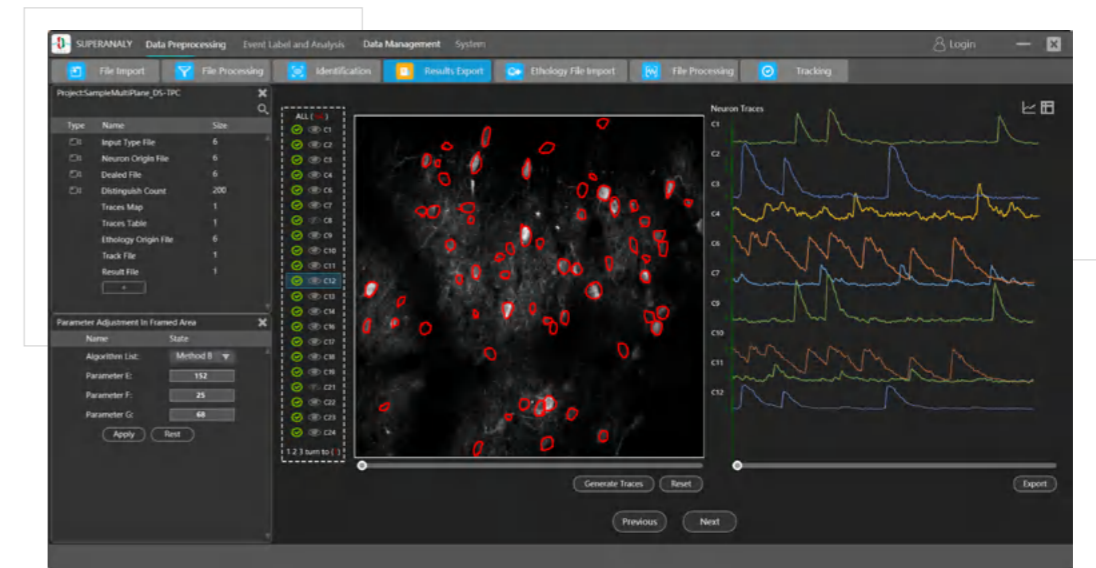 SUPERANALY Data Preprocessing Event Label and Analysis Data Management System Login
File Import File Processing Identification Results Export Ethology File Import File Processing Tracking
Project:SampleMultiPlane_DS-TPC
Type Name Size
Input Type File 6
Neuron Origin File 6
Dealed File 6
Distinguish Count 200
Traces Map 1
Traces Table 1
Ethology Origin File 6
Track File 1
Result File 1
+
Parameter Adjustment In Framed Area
Name State
Algorithm List: Method B
Parameter E: 152
Parameter F: 25
Parameter G: 68
Apply Rest
ALL ( )
C1
C2
C3
C4
C6
C7
C8
C9
C10
C11
C12
C13
C14
C16
C17
C18
C19
C21
C22
C23
C24
1 2 3 turn to ( )
Generate Traces Reset
Previous Next
Neuron Traces
C1
C2
C3
C4
C6
C7
C9
C10
C11
C12
Export